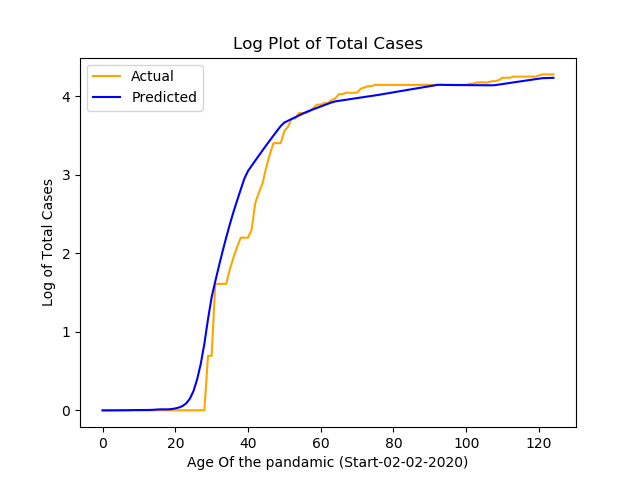 Log Plot of Total Cases
Actual
Predicted
Log of Total Cases
4
3
2
1
0
0 20 40 60 80 100 120
Age Of the pandamic (Start-02-02-2020)